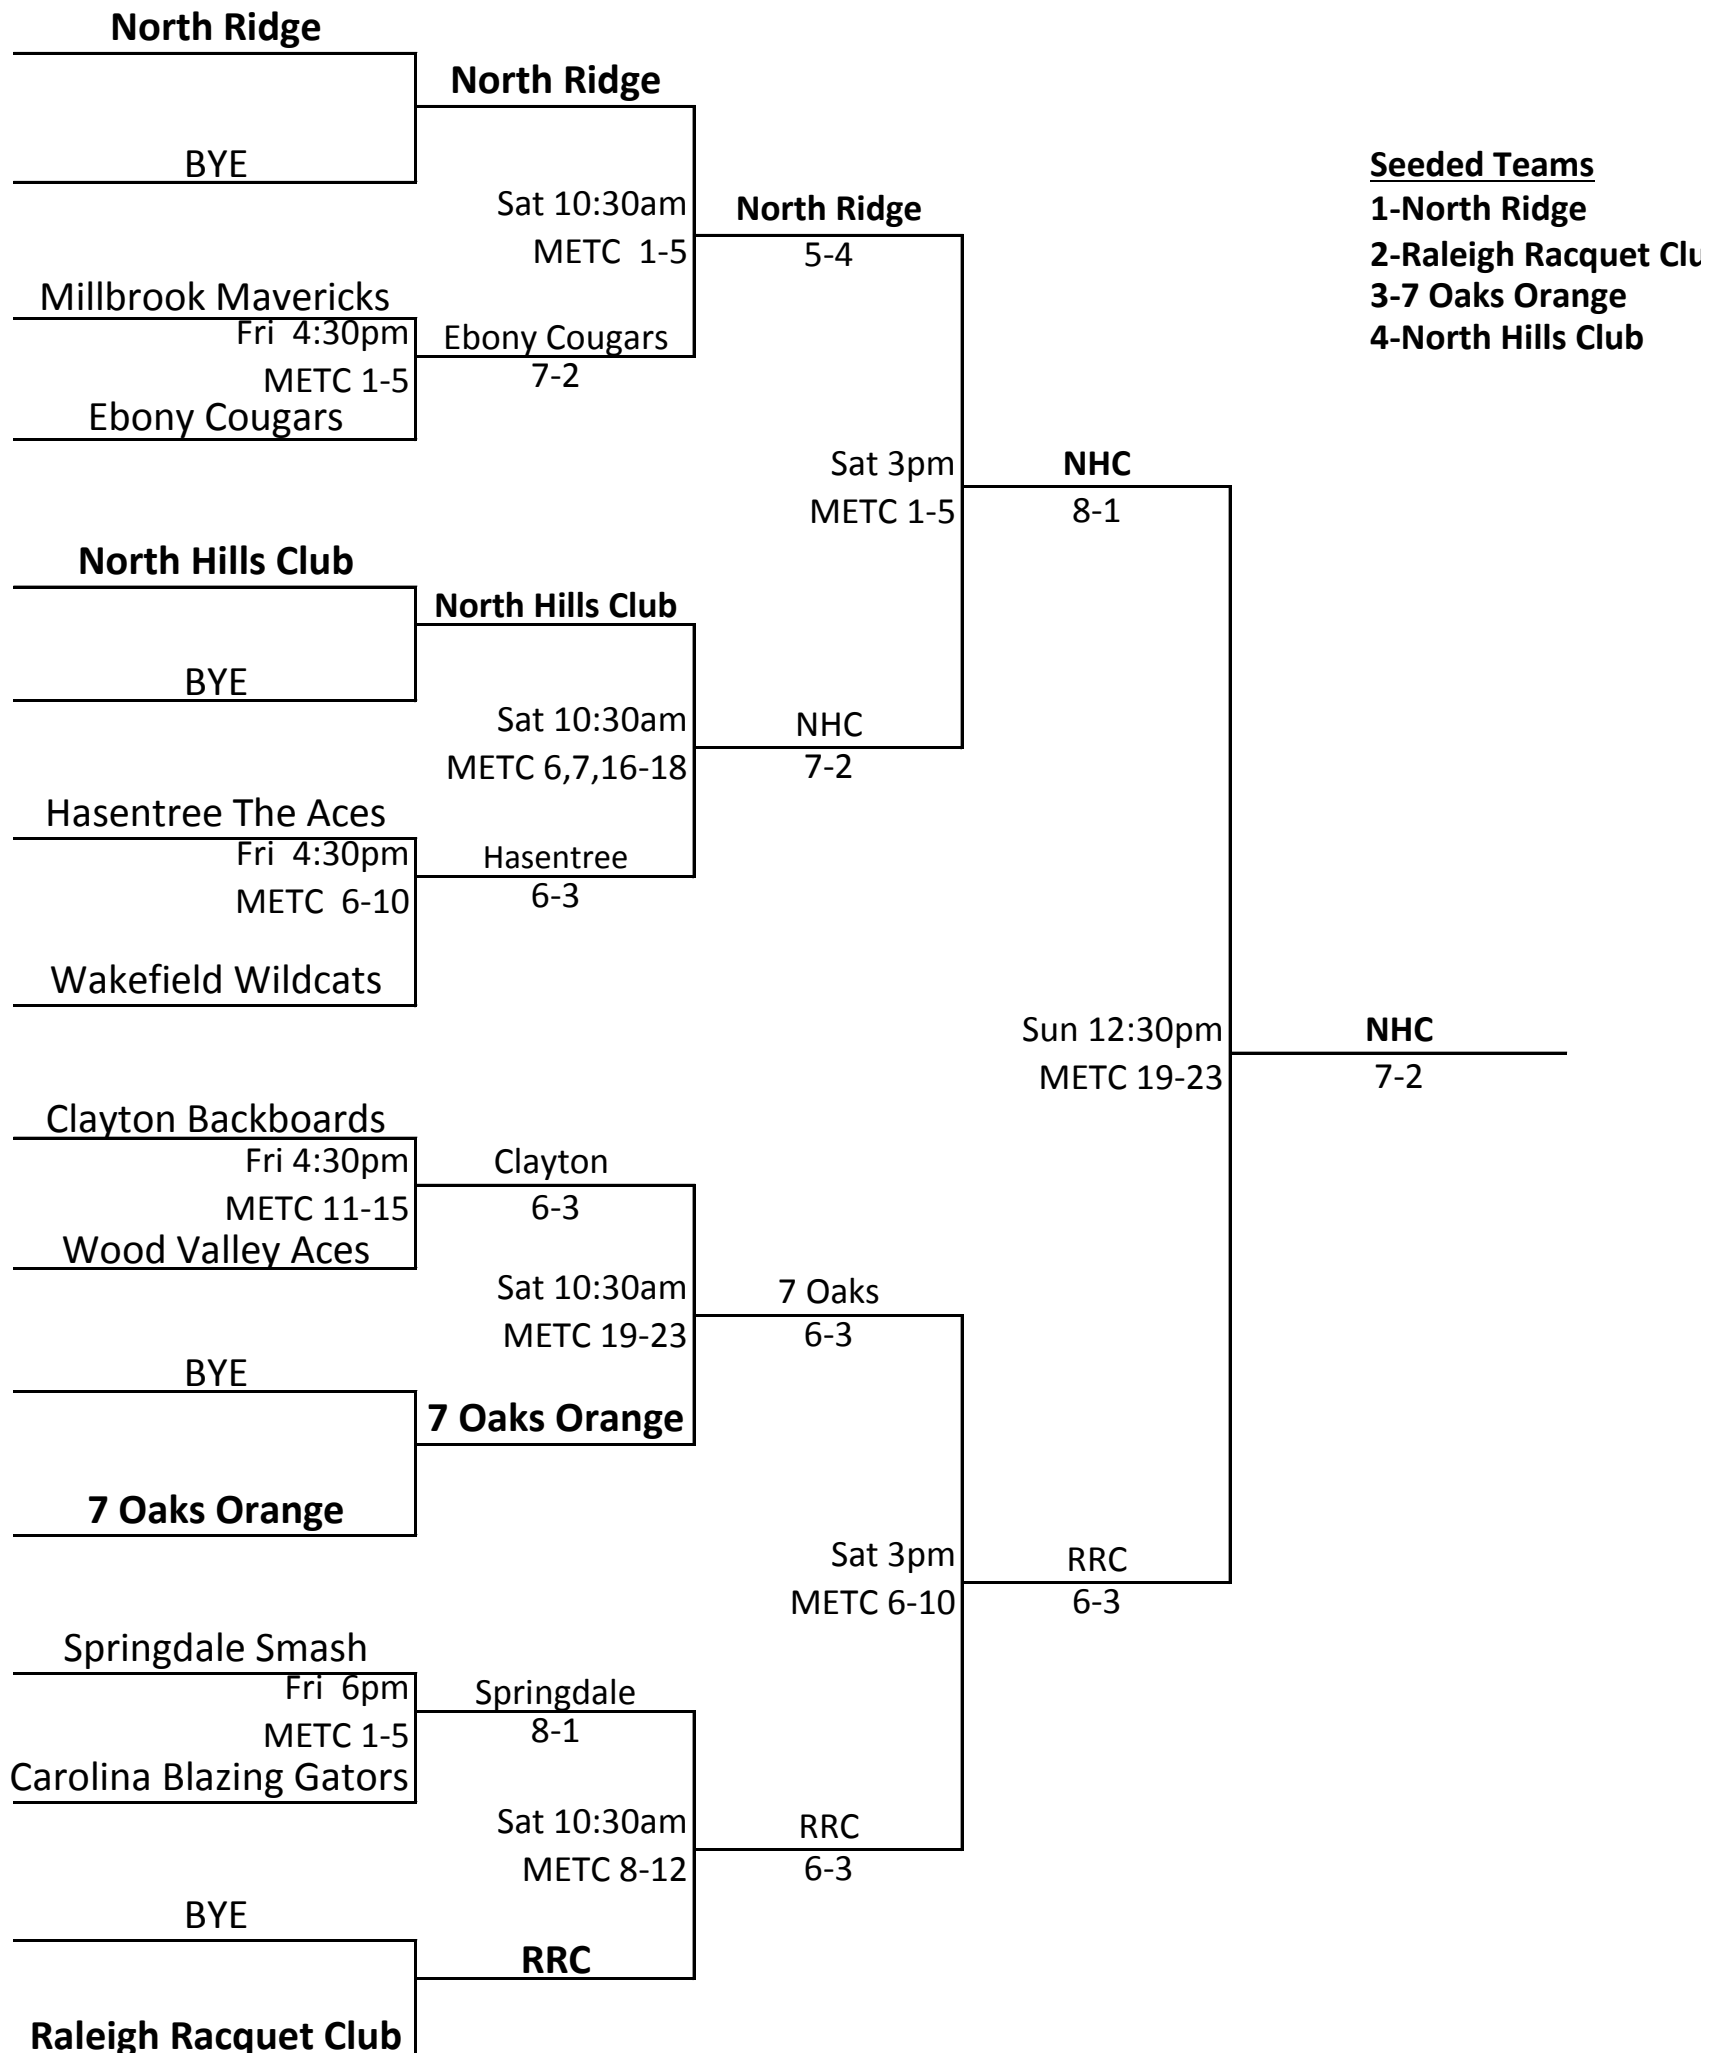 North Ridge
North Ridge
BYE
Sat 10:30am
METC 1-5
North Ridge
5-4
Millbrook Mavericks
Fri 4:30pm
METC 1-5
Ebony Cougars
Ebony Cougars
7-2
Sat 3pm
METC 1-5
NHC
8-1
North Hills Club
North Hills Club
BYE
Sat 10:30am
METC 6,7,16-18
NHC
7-2
Hasentree The Aces
Fri 4:30pm
METC 6-10
Hasentree
6-3
Wakefield Wildcats
Sun 12:30pm
METC 19-23
NHC
7-2
Clayton Backboards
Fri 4:30pm
METC 11-15
Clayton
6-3
Wood Valley Aces
Sat 10:30am
METC 19-23
7 Oaks
6-3
BYE
7 Oaks Orange
7 Oaks Orange
Sat 3pm
METC 6-10
RRC
6-3
Springdale Smash
Fri 6pm
METC 1-5
Springdale
8-1
Carolina Blazing Gators
Sat 10:30am
METC 8-12
RRC
6-3
BYE
RRC
Raleigh Racquet Club
Seeded Teams
1-North Ridge
2-Raleigh Racquet Clu
3-7 Oaks Orange
4-North Hills Club